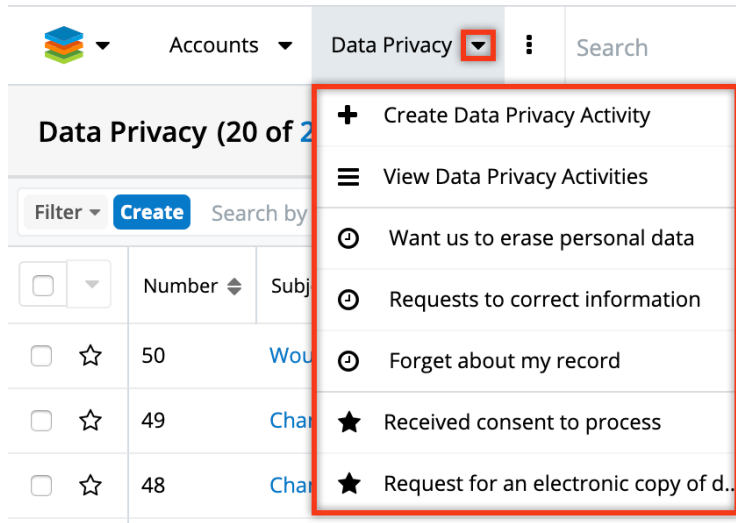 Accounts Data Privacy Search
Data Privacy (20 of 2
Create Data Privacy Activity
View Data Privacy Activities
Want us to erase personal data
Requests to correct information
Forget about my record
Received consent to process
Request for an electronic copy of d..
Filter Create Search by
Number Subj
50 Wou
49 Char
48 Char